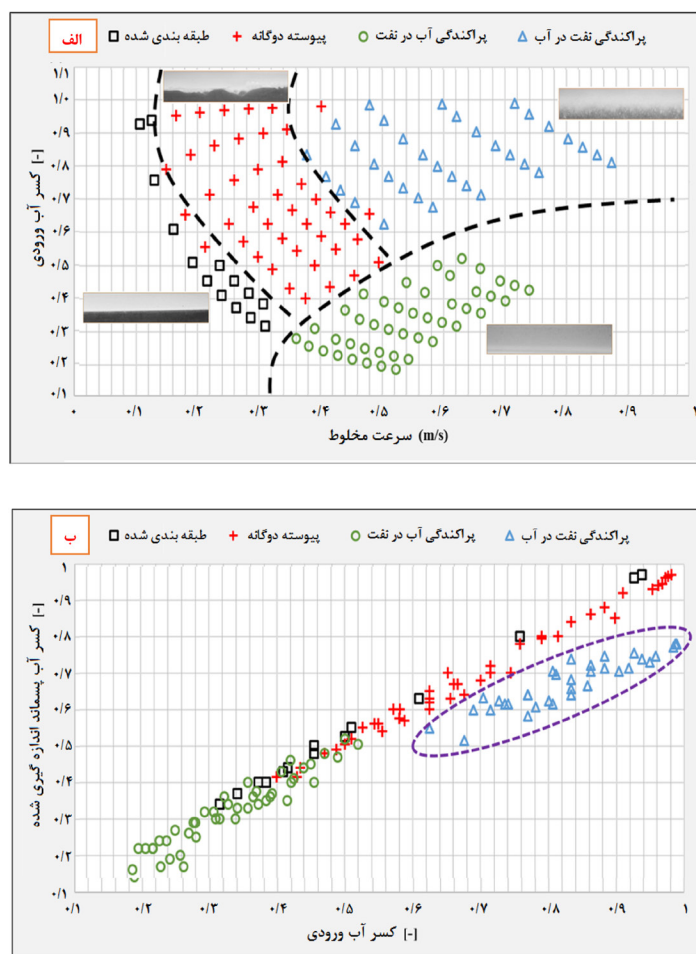 الف طبقه بندی شده پیوسته دوگانه پراکندگی آب در نفت پراکندگی نفت در آب
۱/۱
۱/۰
۰/۹
۰/۸
۰/۷
۰/۶
۰/۵
۰/۴
۰/۳
۰/۲
۰/۱
کسر آب ورودی [-]
۰ ۰/۱ ۰/۲ ۰/۳ ۰/۴ ۰/۵ ۰/۶ ۰/۷ ۰/۸ ۰/۹ ۱
سرعت مخلوط (m/s)
ب طبقه بندی شده پیوسته دوگانه پراکندگی آب در نفت پراکندگی نفت در آب
۱
۰/۹
۰/۸
۰/۷
۰/۶
۰/۵
۰/۴
۰/۳
۰/۲
۰/۱
کسر آب پسماند اندازه گیری شده [-]
۰/۱ ۰/۲ ۰/۳ ۰/۴ ۰/۵ ۰/۶ ۰/۷ ۰/۸ ۰/۹ ۱
کسر آب ورودی [-]